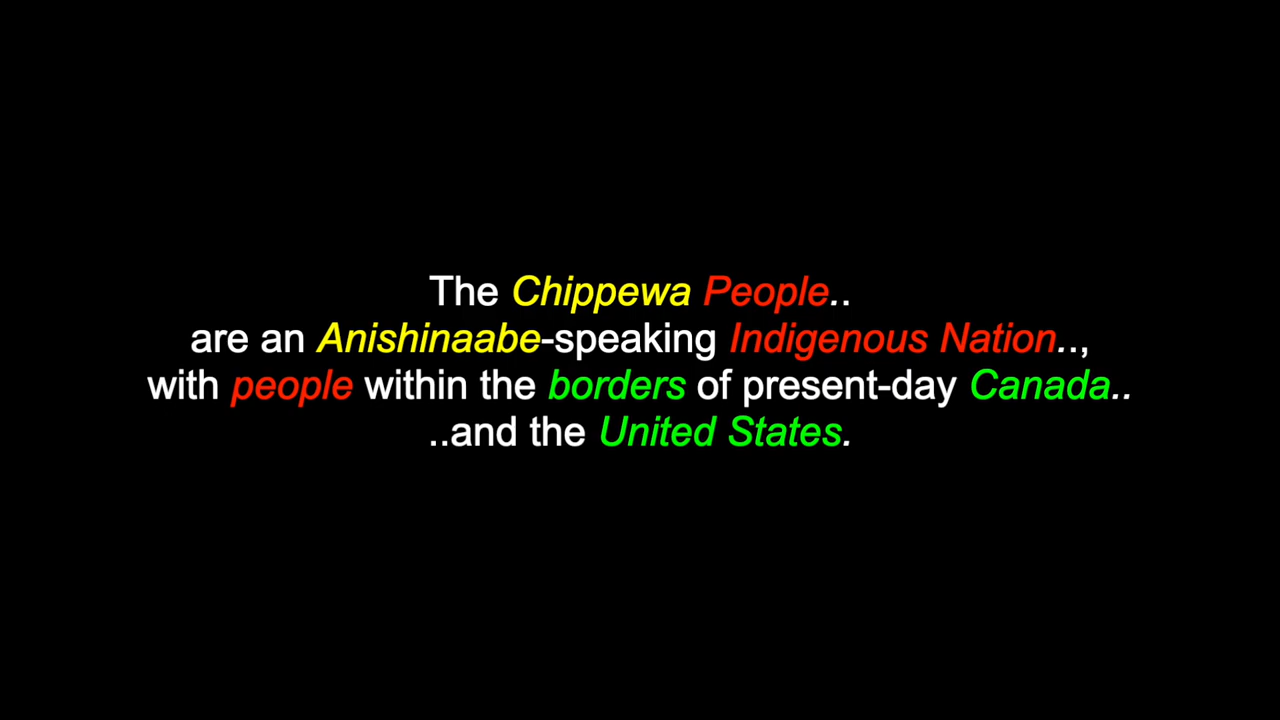 The Chippewa People..
are an Anishinaabe-speaking Indigenous Nation..,
with people within the borders of present-day Canada..
..and the United States.